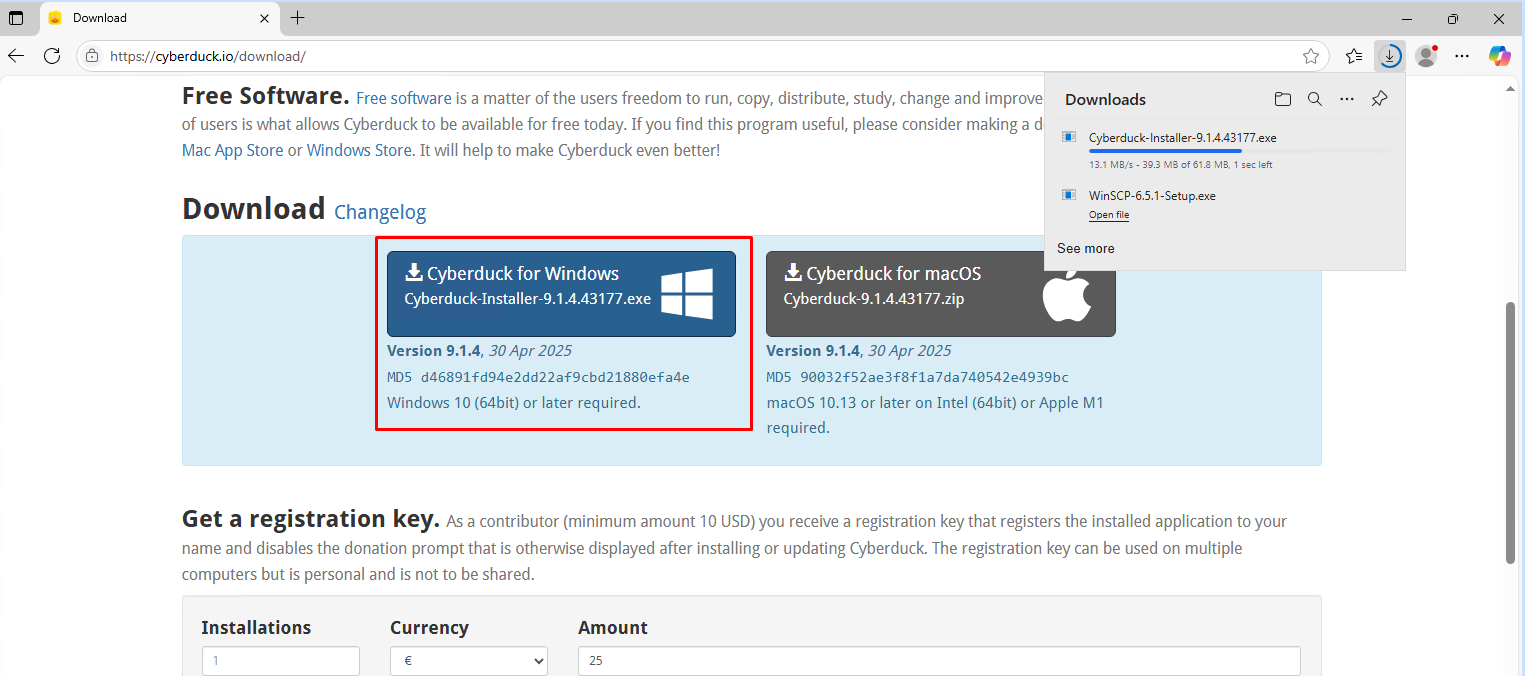 Download
https://cyberduck.io/download/
Downloads
Cyberduck-Installer-9.1.4.43177.exe
13.1 MB/s - 39.3 MB of 61.8 MB, 1 sec left
WinSCP-6.5.1-Setup.exe
Open file
See more
Free Software. Free software is a matter of the users freedom to run, copy, distribute, study, change and improve
of users is what allows Cyberduck to be available for free today. If you find this program useful, please consider making a
Mac App Store or Windows Store. It will help to make Cyberduck even better!
Download Changelog
Cyberduck for Windows
Cyberduck-Installer-9.1.4.43177.exe
Version 9.1.4, 30 Apr 2025
MD5 d46891fd94e2dd22af9cbd21880efa4e
Windows 10 (64bit) or later required.
Cyberduck for macOS
Cyberduck-9.1.4.43177.zip
Version 9.1.4, 30 Apr 2025
MD5 90032f52ae3f8f1a7da740542e4939bc
macOS 10.13 or later on Intel (64bit) or Apple M1
required.
Get a registration key. As a contributor (minimum amount 10 USD) you receive a registration key that registers the installed application to your
name and disables the donation prompt that is otherwise displayed after installing or updating Cyberduck. The registration key can be used on multiple
computers but is personal and is not to be shared.
Installations
Currency
Amount
1
€
25